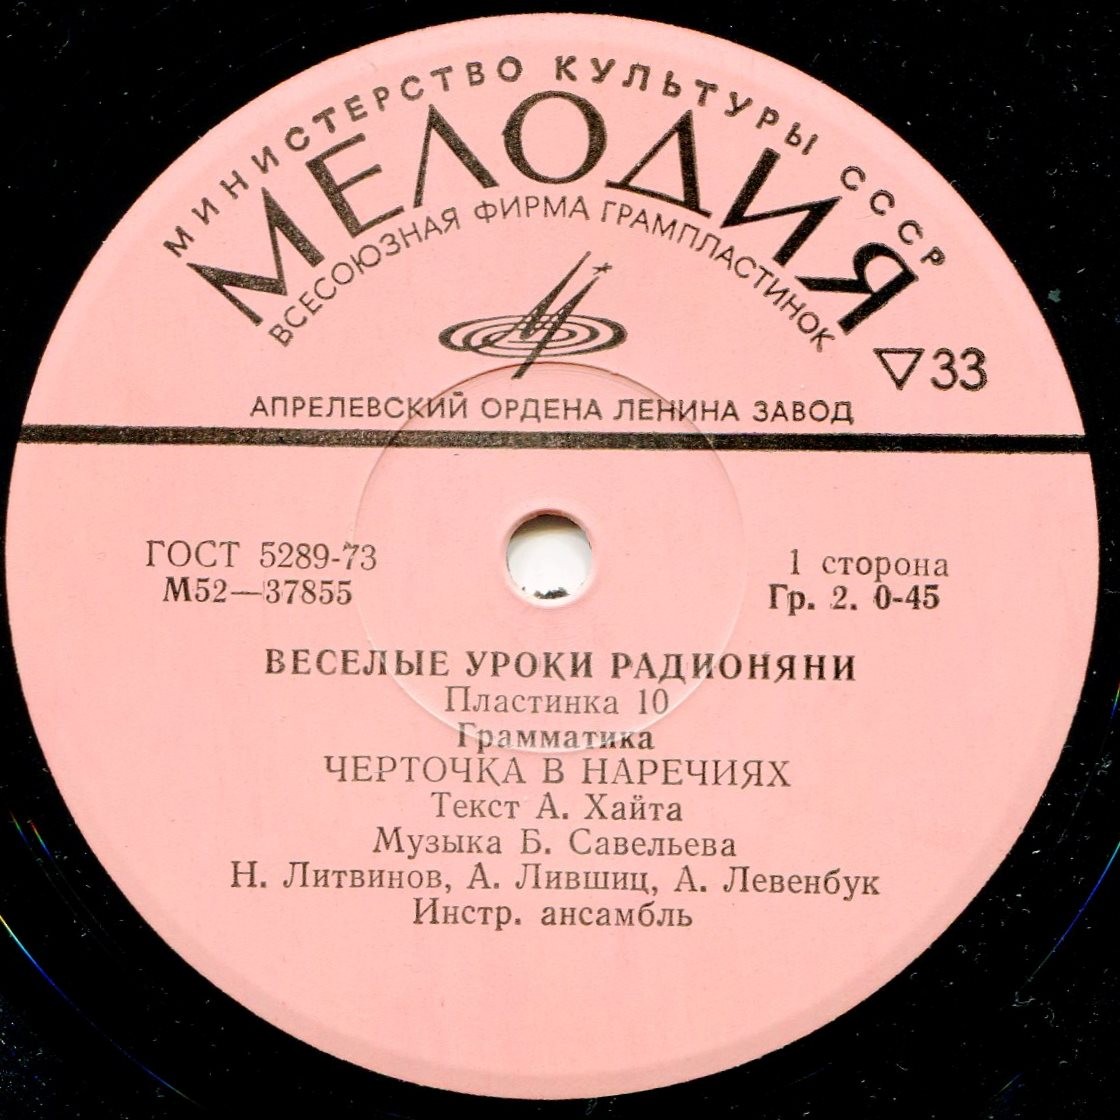 МИНИСТЕРСТВО КУЛЬТУРЫ СССР
МЕЛОДИЯ
ВСЕСОЮЗНАЯ ФИРМА ГРАМПЛАСТИНОК
33
АПРЕЛЕВСКИЙ ОРДЕНА ЛЕНИНА ЗАВОД
ГОСТ 5289-73
М52—37855
1 сторона
Гр. 2. 0-45
ВЕСЕЛЫЕ УРОКИ РАДИОНЯНИ
Пластинка 10
Грамматика
ЧЕРТОЧКА В НАРЕЧИЯХ
Текст А. Хайта
Музыка Б. Савельева
Н. Литвинов, А. Лившиц, А. Левенбук
Инстр. ансамбль